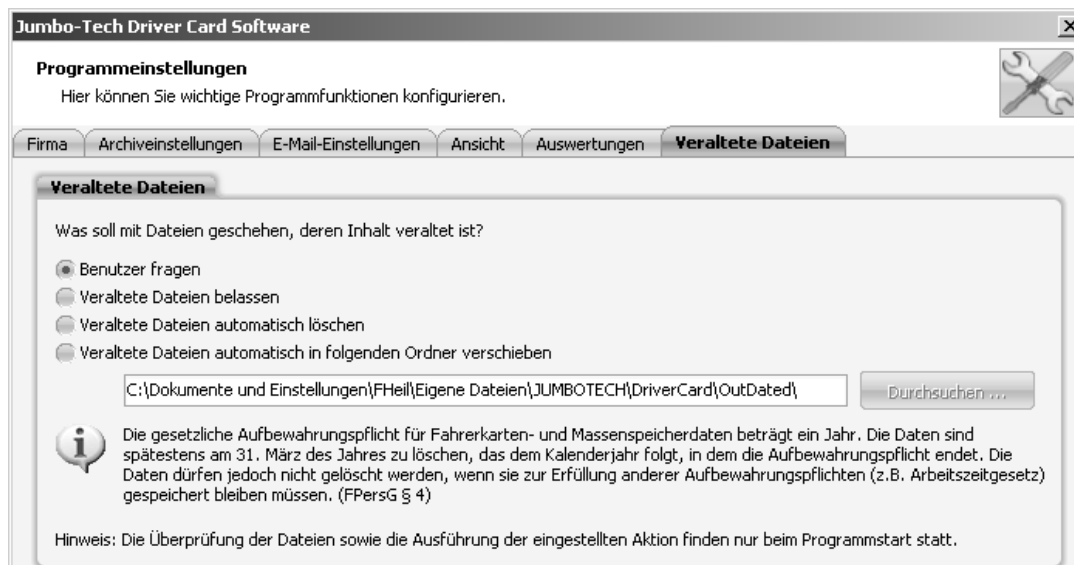 Jumbo-Tech Driver Card Software
Programmeinstellungen
Hier können Sie wichtige Programmfunktionen konfigurieren.
Firma Archiveinstellungen E-Mail-Einstellungen Ansicht Auswertungen Veraltete Dateien
Veraltete Dateien
Was soll mit Dateien geschehen, deren Inhalt veraltet ist?
Benutzer fragen
Veraltete Dateien belassen
Veraltete Dateien automatisch löschen
Veraltete Dateien automatisch in folgenden Ordner verschieben
C:\Dokumente und Einstellungen\FHeil\Eigene Dateien\JUMBOTECH\DriverCard\OutDated\ Durchsuchen ...
Die gesetzliche Aufbewahrungspflicht für Fahrerkarten- und Massenspeicherdaten beträgt ein Jahr. Die Daten sind
spätestens am 31. März des Jahres zu löschen, das dem Kalenderjahr folgt, in dem die Aufbewahrungspflicht endet. Die
Daten dürfen jedoch nicht gelöscht werden, wenn sie zur Erfüllung anderer Aufbewahrungspflichten (z.B. Arbeitszeitgesetz)
gespeichert bleiben müssen. (FPersG § 4)
Hinweis: Die Überprüfung der Dateien sowie die Ausführung der eingestellten Aktion finden nur beim Programmstart statt.